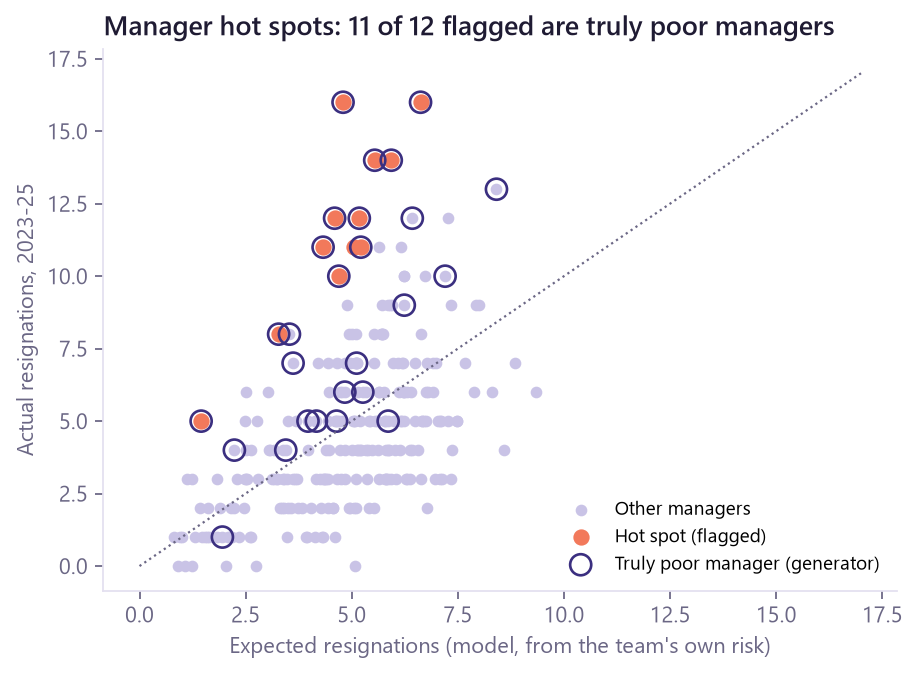 Manager hot spots: 11 of 12 flagged are truly poor managers
17.5
15.0
12.5
10.0
7.5
5.0
2.5
0.0
Actual resignations, 2023-25
Other managers
Hot spot (flagged)
Truly poor manager (generator)
0.0 2.5 5.0 7.5 10.0 12.5 15.0 17.5
Expected resignations (model, from the team's own risk)